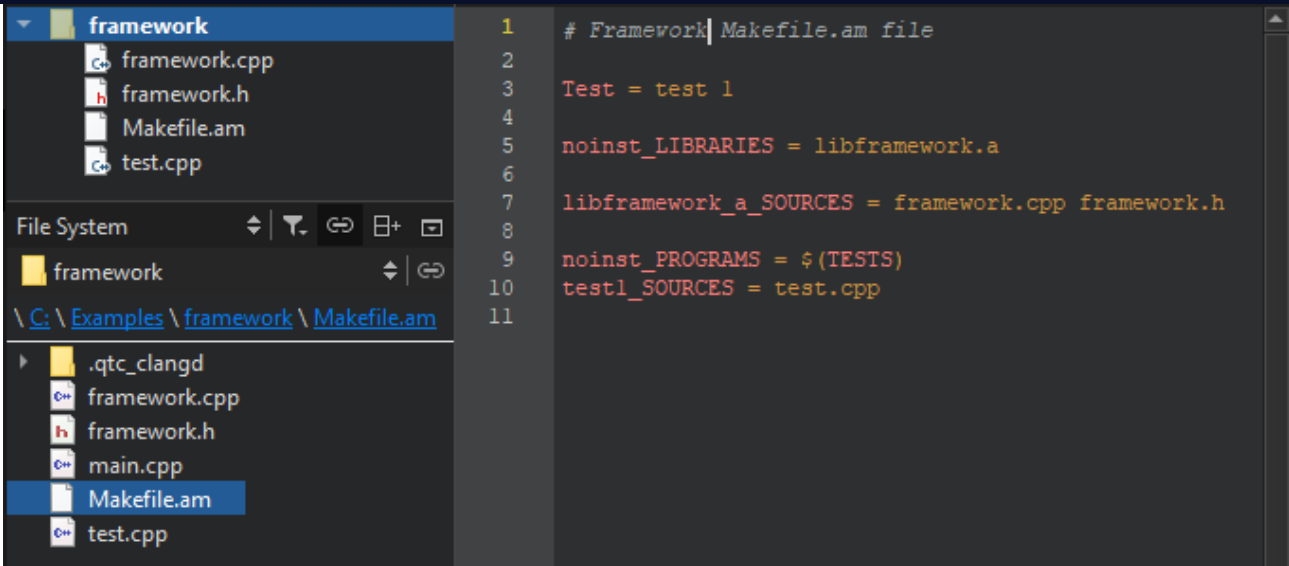 framework
framework.cpp
framework.h
Makefile.am
test.cpp
File System
framework
\ C: \ Examples \ framework \ Makefile.am
.qtc_clangd
framework.cpp
framework.h
main.cpp
Makefile.am
test.cpp
1 # Framework Makefile.am file
2
3 Test = test 1
4
5 noinst_LIBRARIES = libframework.a
6
7 libframework_a_SOURCES = framework.cpp framework.h
8
9 noinst_PROGRAMS = $(TESTS)
10 test1_SOURCES = test.cpp
11